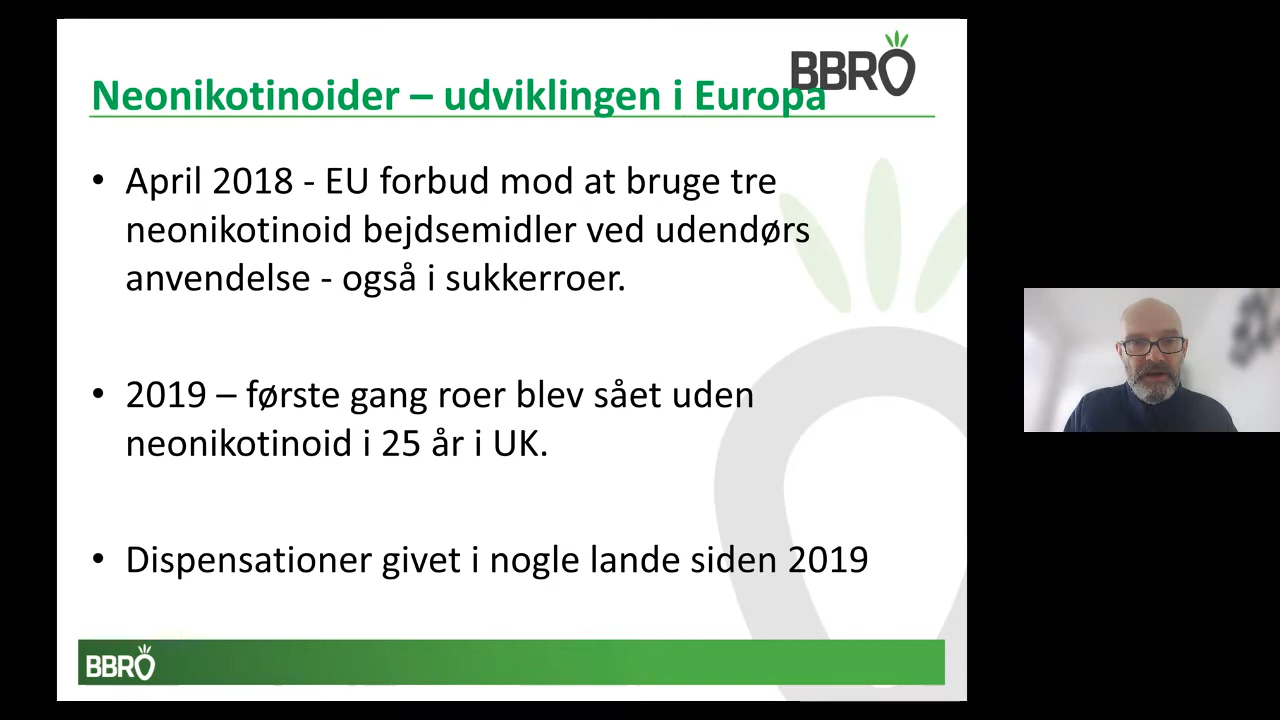 BBRO
Neonikotinoider – udviklingen i Europa
• April 2018 - EU forbud mod at bruge tre
neonikotinoid bejdsemidler ved udendørs
anvendelse - også i sukkerroer.
• 2019 – første gang roer blev sået uden
neonikotinoid i 25 år i UK.
• Dispensationer givet i nogle lande siden 2019
BBRO